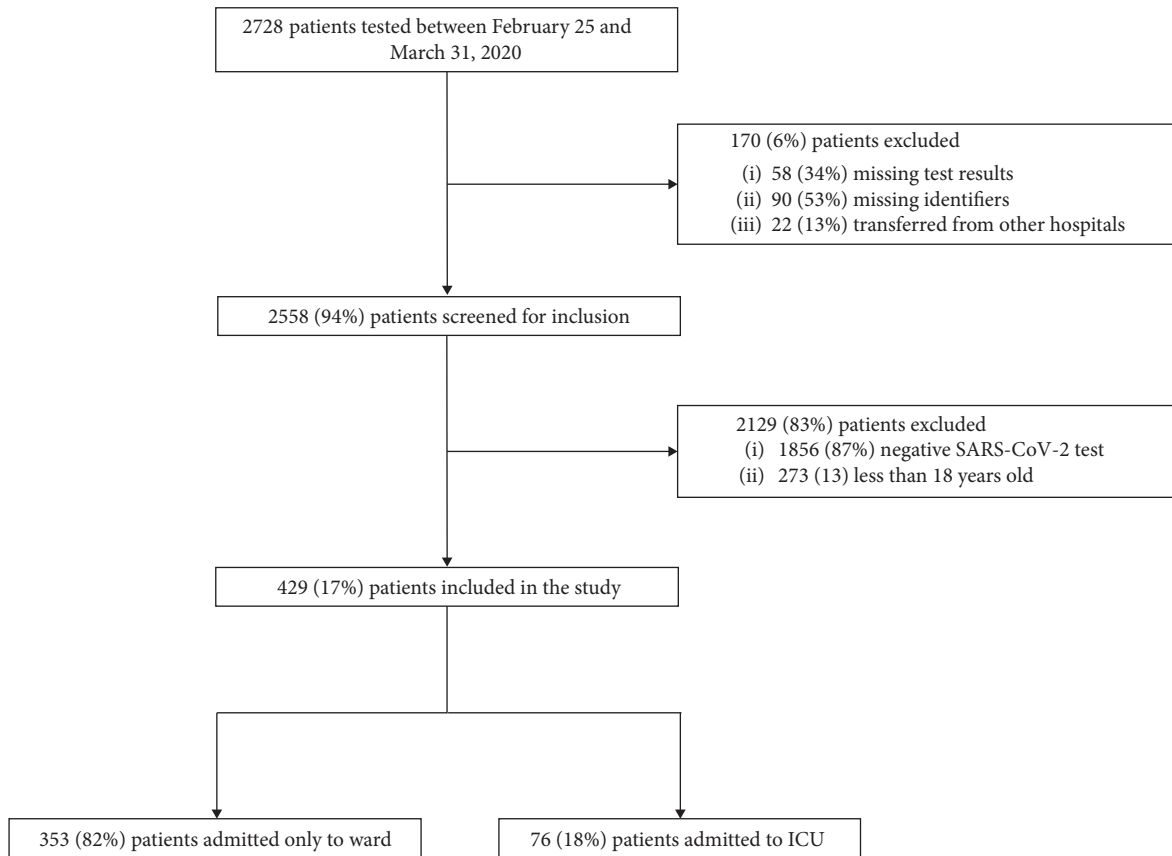 2728 patients tested between February 25 and
March 31, 2020
170 (6%) patients excluded
(i) 58 (34%) missing test results
(ii) 90 (53%) missing identifiers
(iii) 22 (13%) transferred from other hospitals
2558 (94%) patients screened for inclusion
2129 (83%) patients excluded
(i) 1856 (87%) negative SARS-CoV-2 test
(ii) 273 (13) less than 18 years old
429 (17%) patients included in the study
353 (82%) patients admitted only to ward
76 (18%) patients admitted to ICU